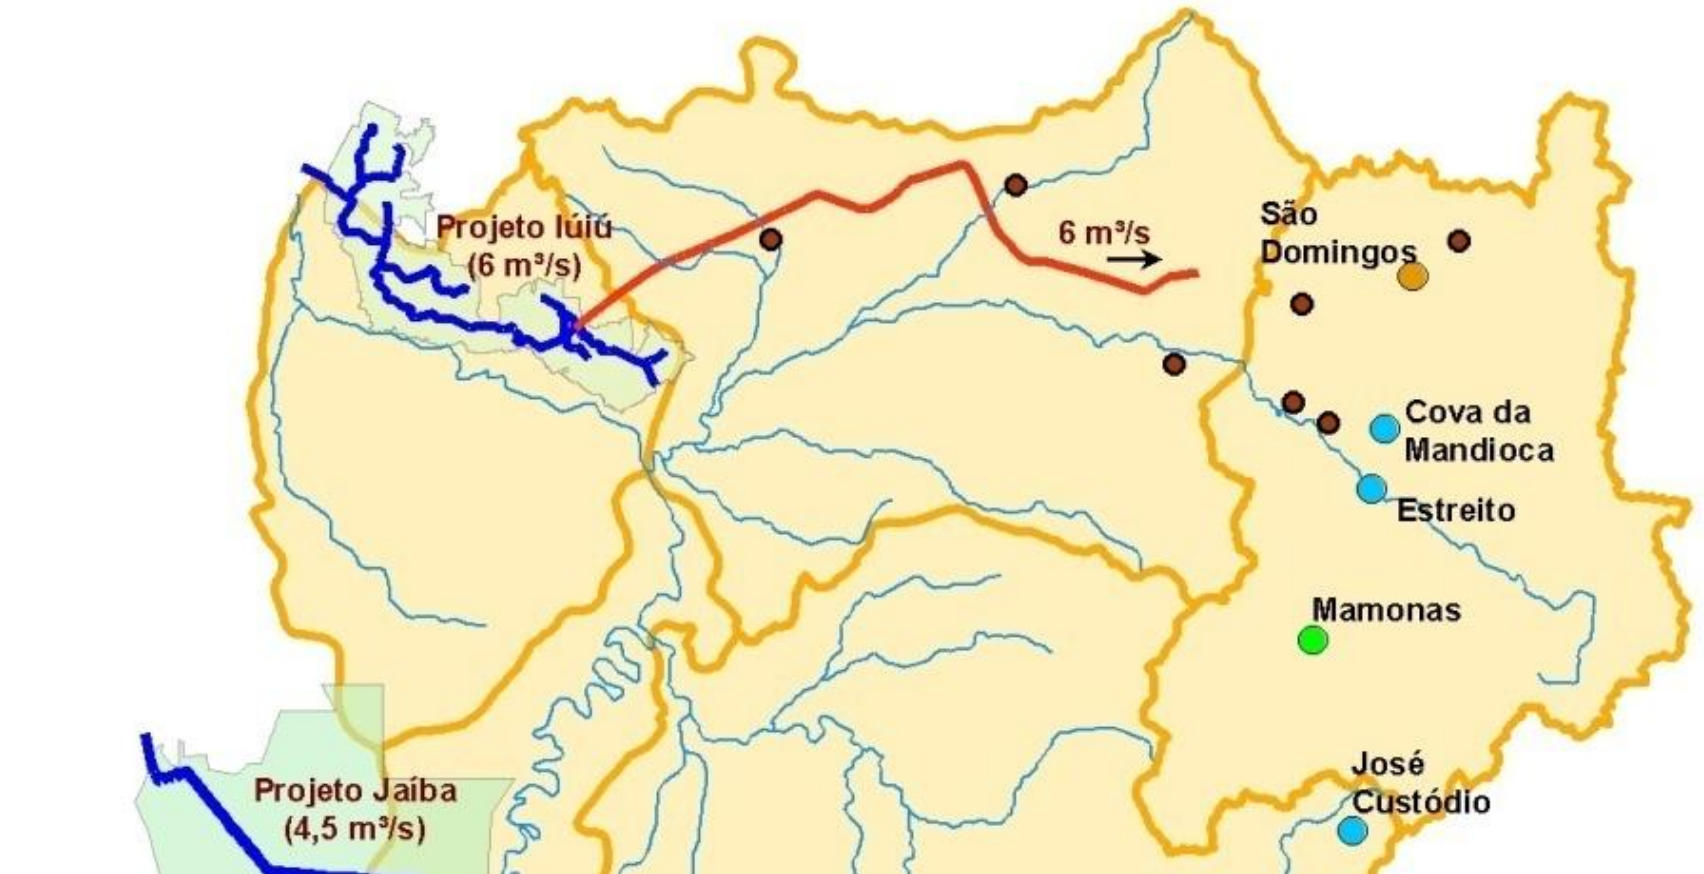 Projeto Iúiú
(6 m³/s)
6 m³/s
São
Domingos
Cova da
Mandioca
Estreito
Mamonas
José
Custódio
Projeto Jaíba
(4,5 m³/s)